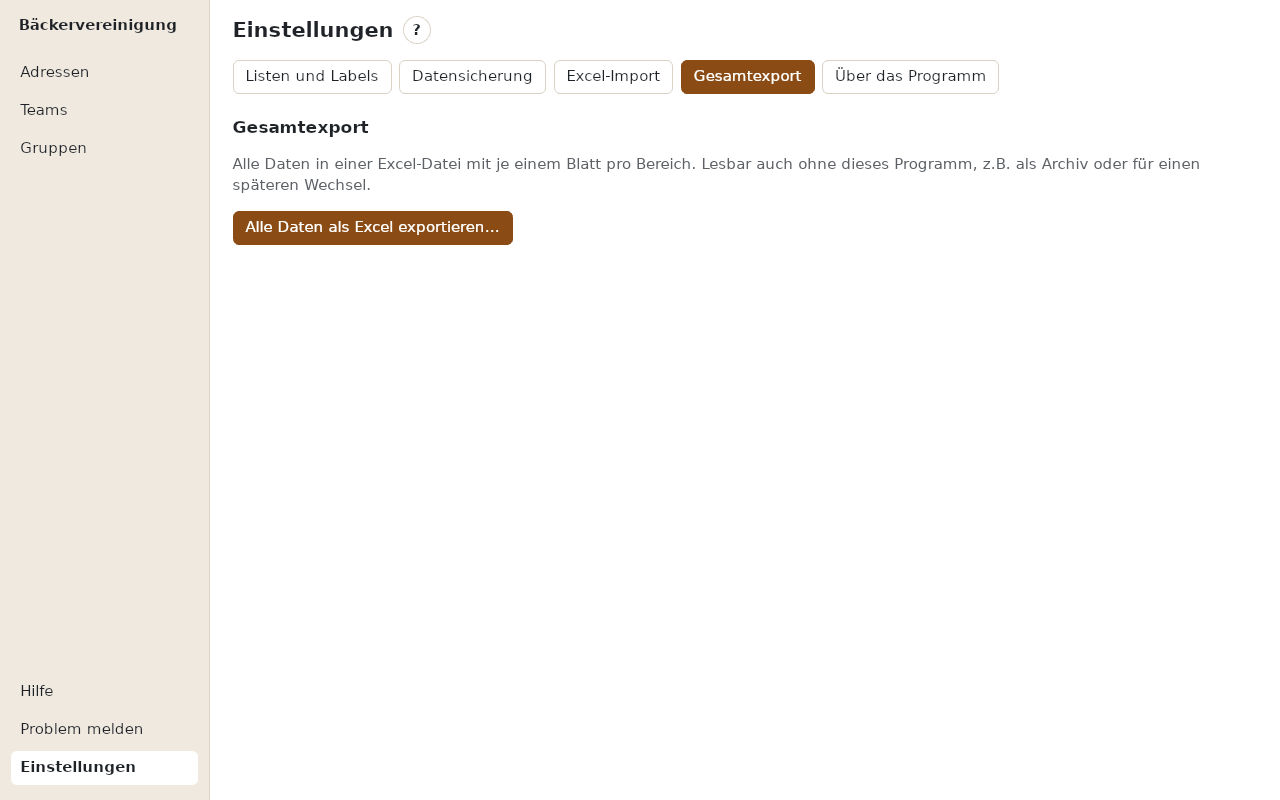 Bäckervereinigung
Adressen
Teams
Gruppen
Hilfe
Problem melden
Einstellungen
Einstellungen ?
Listen und Labels Datensicherung Excel-Import Gesamtexport Über das Programm
Gesamtexport
Alle Daten in einer Excel-Datei mit je einem Blatt pro Bereich. Lesbar auch ohne dieses Programm, z.B. als Archiv oder für einen
späteren Wechsel.
Alle Daten als Excel exportieren…